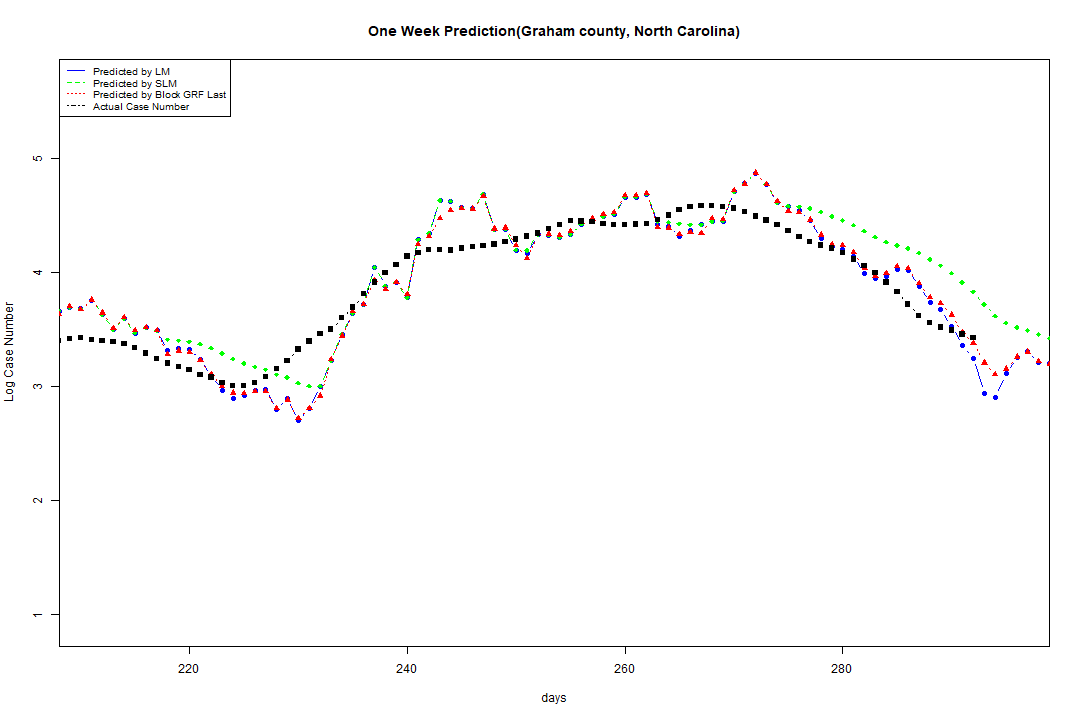 One Week Prediction(Graham county, North Carolina)
Predicted by LM
Predicted by SLM
Predicted by Block GRF Last
Actual Case Number
5
4
3
2
1
Log Case Number
220 240 260 280
days